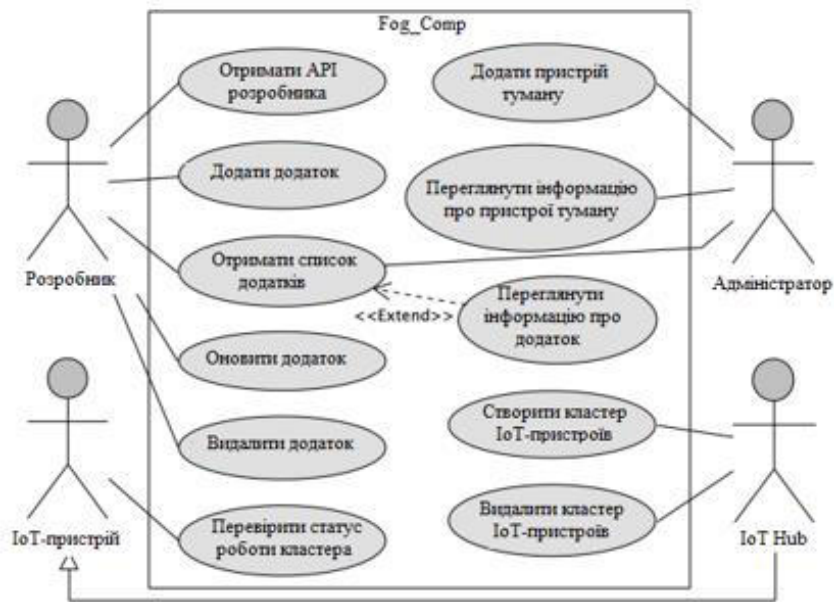 Fog_Comp
Отримати API
розробника
Додати пристрій
туману
Додати додаток
Переглянути інформацію
про пристрої туману
Розробник
Отримати список
додатків
Адміністратор
<<Extend>>
Переглянути
інформацію про
додаток
Оновити додаток
Створити кластер
IoT-пристроїв
Видалити додаток
IoT-пристрій
Перевірити статус
роботи кластера
Видалити кластер
IoT-пристроїв
IoT Hub